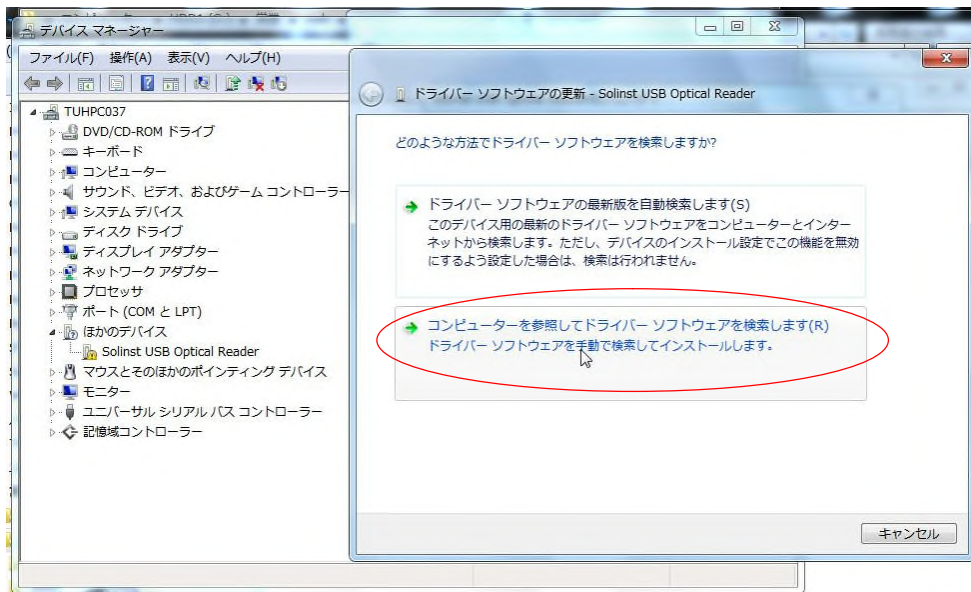 デバイス マネージャー
ファイル(F) 操作(A) 表示(V) ヘルプ(H)
TUHPC037
DVD/CD-ROM ドライブ
キーボード
コンピューター
サウンド、ビデオ、およびゲーム コントローラー
システム デバイス
ディスク ドライブ
ディスプレイ アダプター
ネットワーク アダプター
プロセッサ
ポート (COM と LPT)
ほかのデバイス
Solinst USB Optical Reader
マウスとそのほかのポインティング デバイス
モニター
ユニバーサル シリアル バス コントローラー
記憶域コントローラー
ドライバー ソフトウェアの更新 - Solinst USB Optical Reader
どのような方法でドライバー ソフトウェアを検索しますか?
ドライバー ソフトウェアの最新版を自動検索します(S)
このデバイス用の最新のドライバー ソフトウェアをコンピューターとインター
ネットから検索します。ただし、デバイスのインストール設定でこの機能を無効
にするよう設定した場合は、検索は行われません。
コンピューターを参照してドライバー ソフトウェアを検索します(R)
ドライバー ソフトウェアを手動で検索してインストールします。
キャンセル